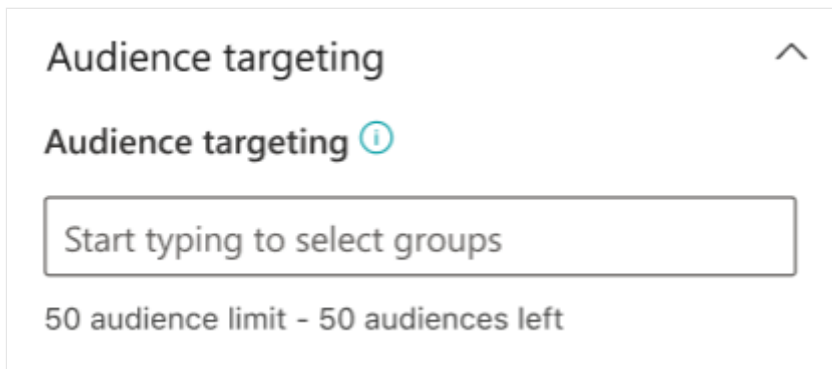 Audience targeting
Audience targeting
Start typing to select groups
50 audience limit - 50 audiences left